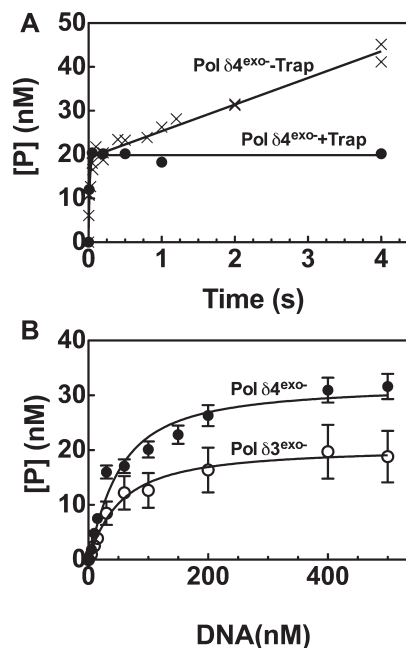 A
[P] (nM)
50
40
30
20
10
0
Pol δ4exo--Trap
Pol δ4exo-+Trap
0 1 2 3 4
Time (s)
B
[P] (nM)
40
30
20
10
0
Pol δ4exo-
Pol δ3exo-
0 200 400
DNA(nM)